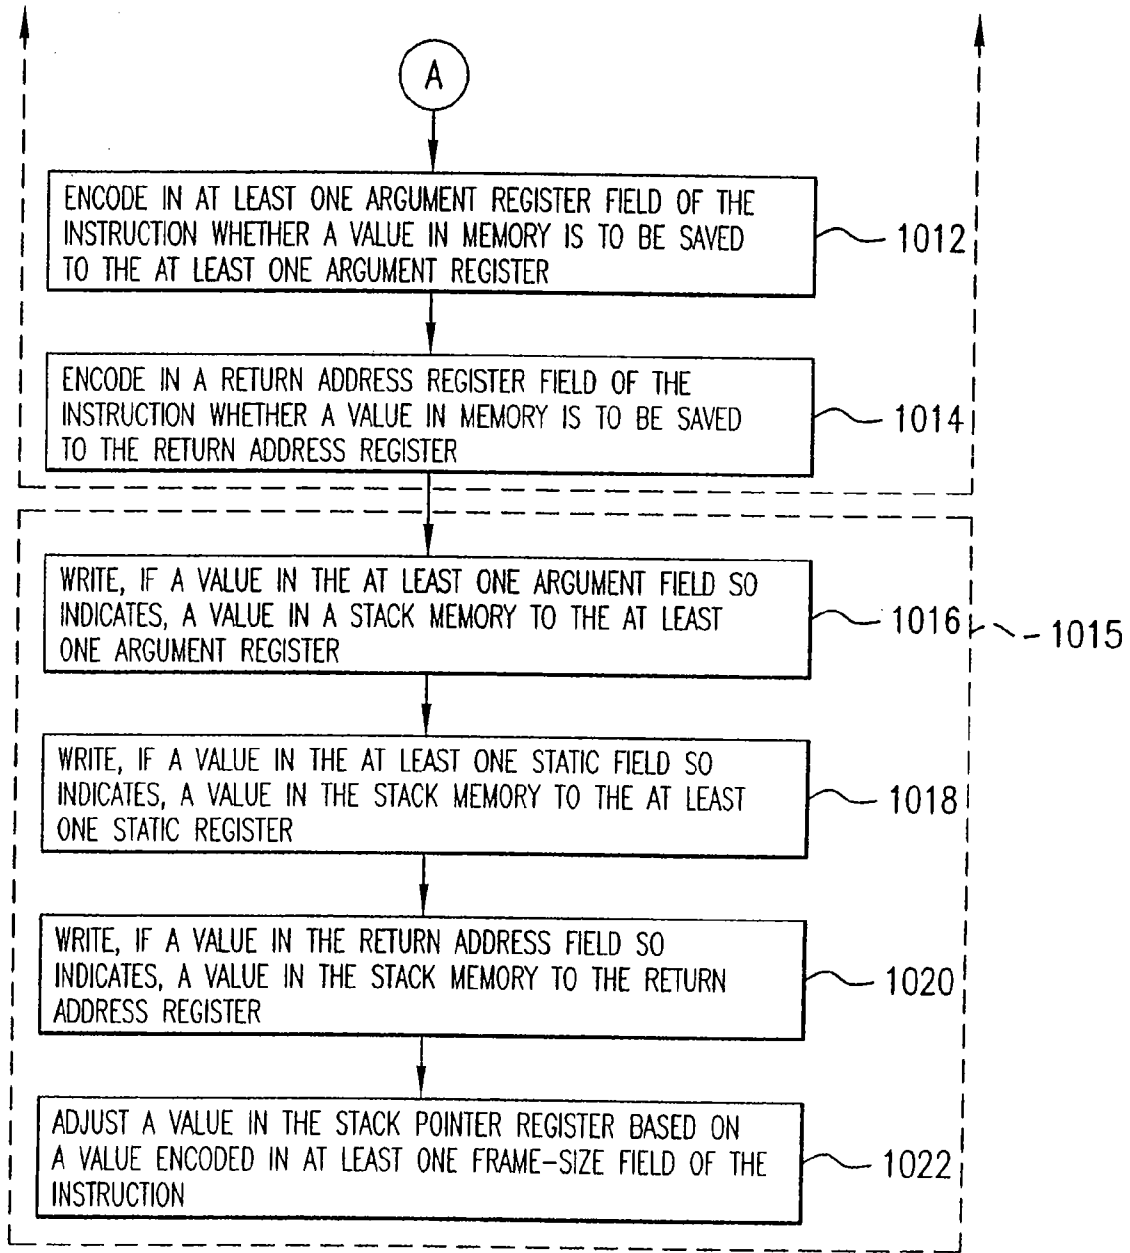 A
ENCODE IN AT LEAST ONE ARGUMENT REGISTER FIELD OF THE
INSTRUCTION WHETHER A VALUE IN MEMORY IS TO BE SAVED
TO THE AT LEAST ONE ARGUMENT REGISTER
1012
ENCODE IN A RETURN ADDRESS REGISTER FIELD OF THE
INSTRUCTION WHETHER A VALUE IN MEMORY IS TO BE SAVED
TO THE RETURN ADDRESS REGISTER
1014
WRITE, IF A VALUE IN THE AT LEAST ONE ARGUMENT FIELD SO
INDICATES, A VALUE IN A STACK MEMORY TO THE AT LEAST
ONE ARGUMENT REGISTER
1016
1015
WRITE, IF A VALUE IN THE AT LEAST ONE STATIC FIELD SO
INDICATES, A VALUE IN THE STACK MEMORY TO THE AT LEAST
ONE STATIC REGISTER
1018
WRITE, IF A VALUE IN THE RETURN ADDRESS FIELD SO
INDICATES, A VALUE IN THE STACK MEMORY TO THE RETURN
ADDRESS REGISTER
1020
ADJUST A VALUE IN THE STACK POINTER REGISTER BASED ON
A VALUE ENCODED IN AT LEAST ONE FRAME-SIZE FIELD OF THE
INSTRUCTION
1022